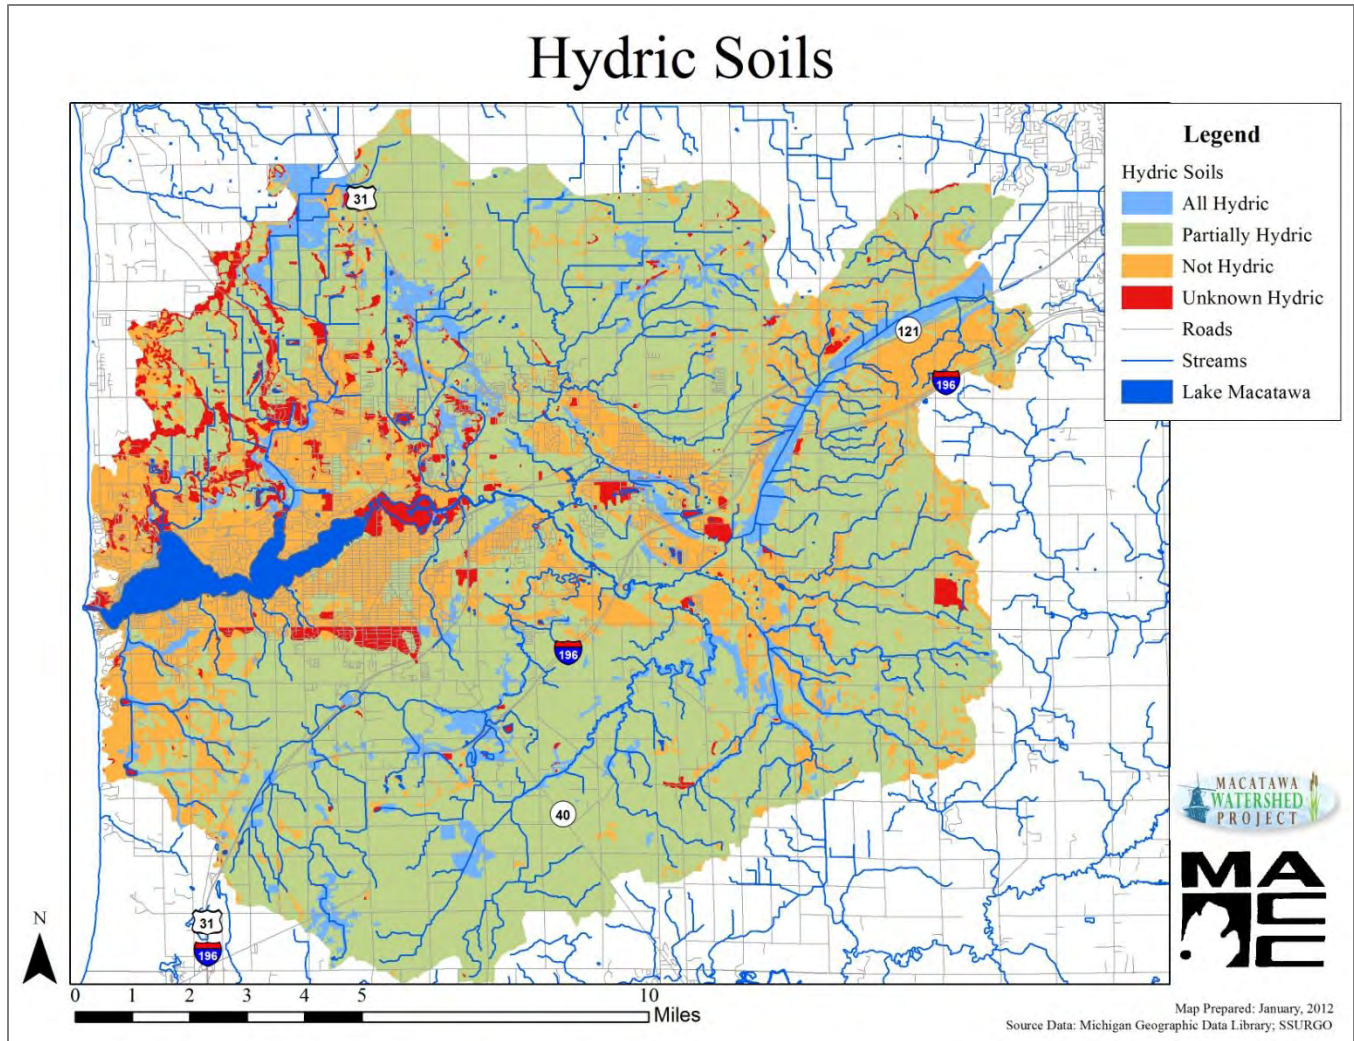 Hydric Soils
Legend
Hydric Soils
All Hydric
Partially Hydric
Not Hydric
Unknown Hydric
Roads
Streams
Lake Macatawa
31
121
196
196
40
31
196
N
0 1 2 3 4 5 10 Miles
MACATAWA
WATERSHED
PROJECT
MA
CC
Map Prepared: January, 2012
Source Data: Michigan Geographic Data Library; SSURGO